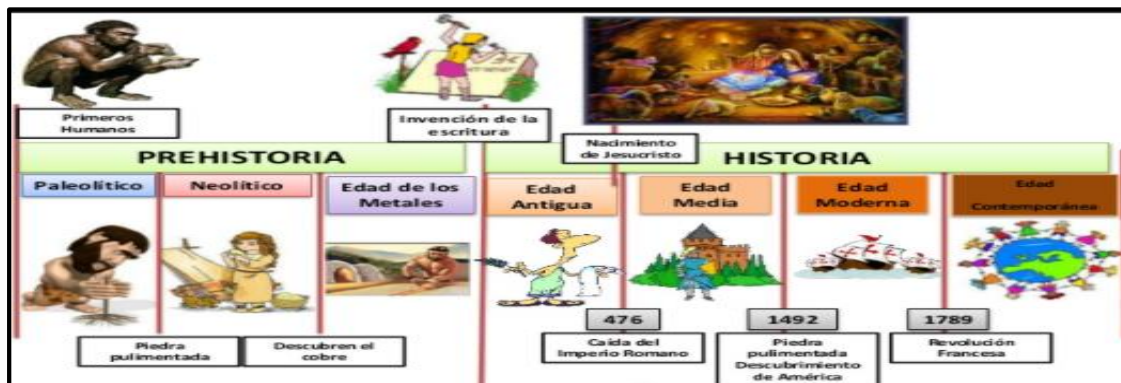 Primeros
Humanos
Invención de la
escritura
Nacimiento
de Jesucristo
PREHISTORIA
HISTORIA
Paleolítico
Neolítico
Edad de los
Metales
Edad
Antigua
Edad
Media
Edad
Moderna
Edad
Contemporánea
476
1492
1789
Piedra
pulimentada
Descubren el
cobre
Caída del
Imperio Romano
Piedra
pulimentada
Descubrimiento
de América
Revolución
Francesa